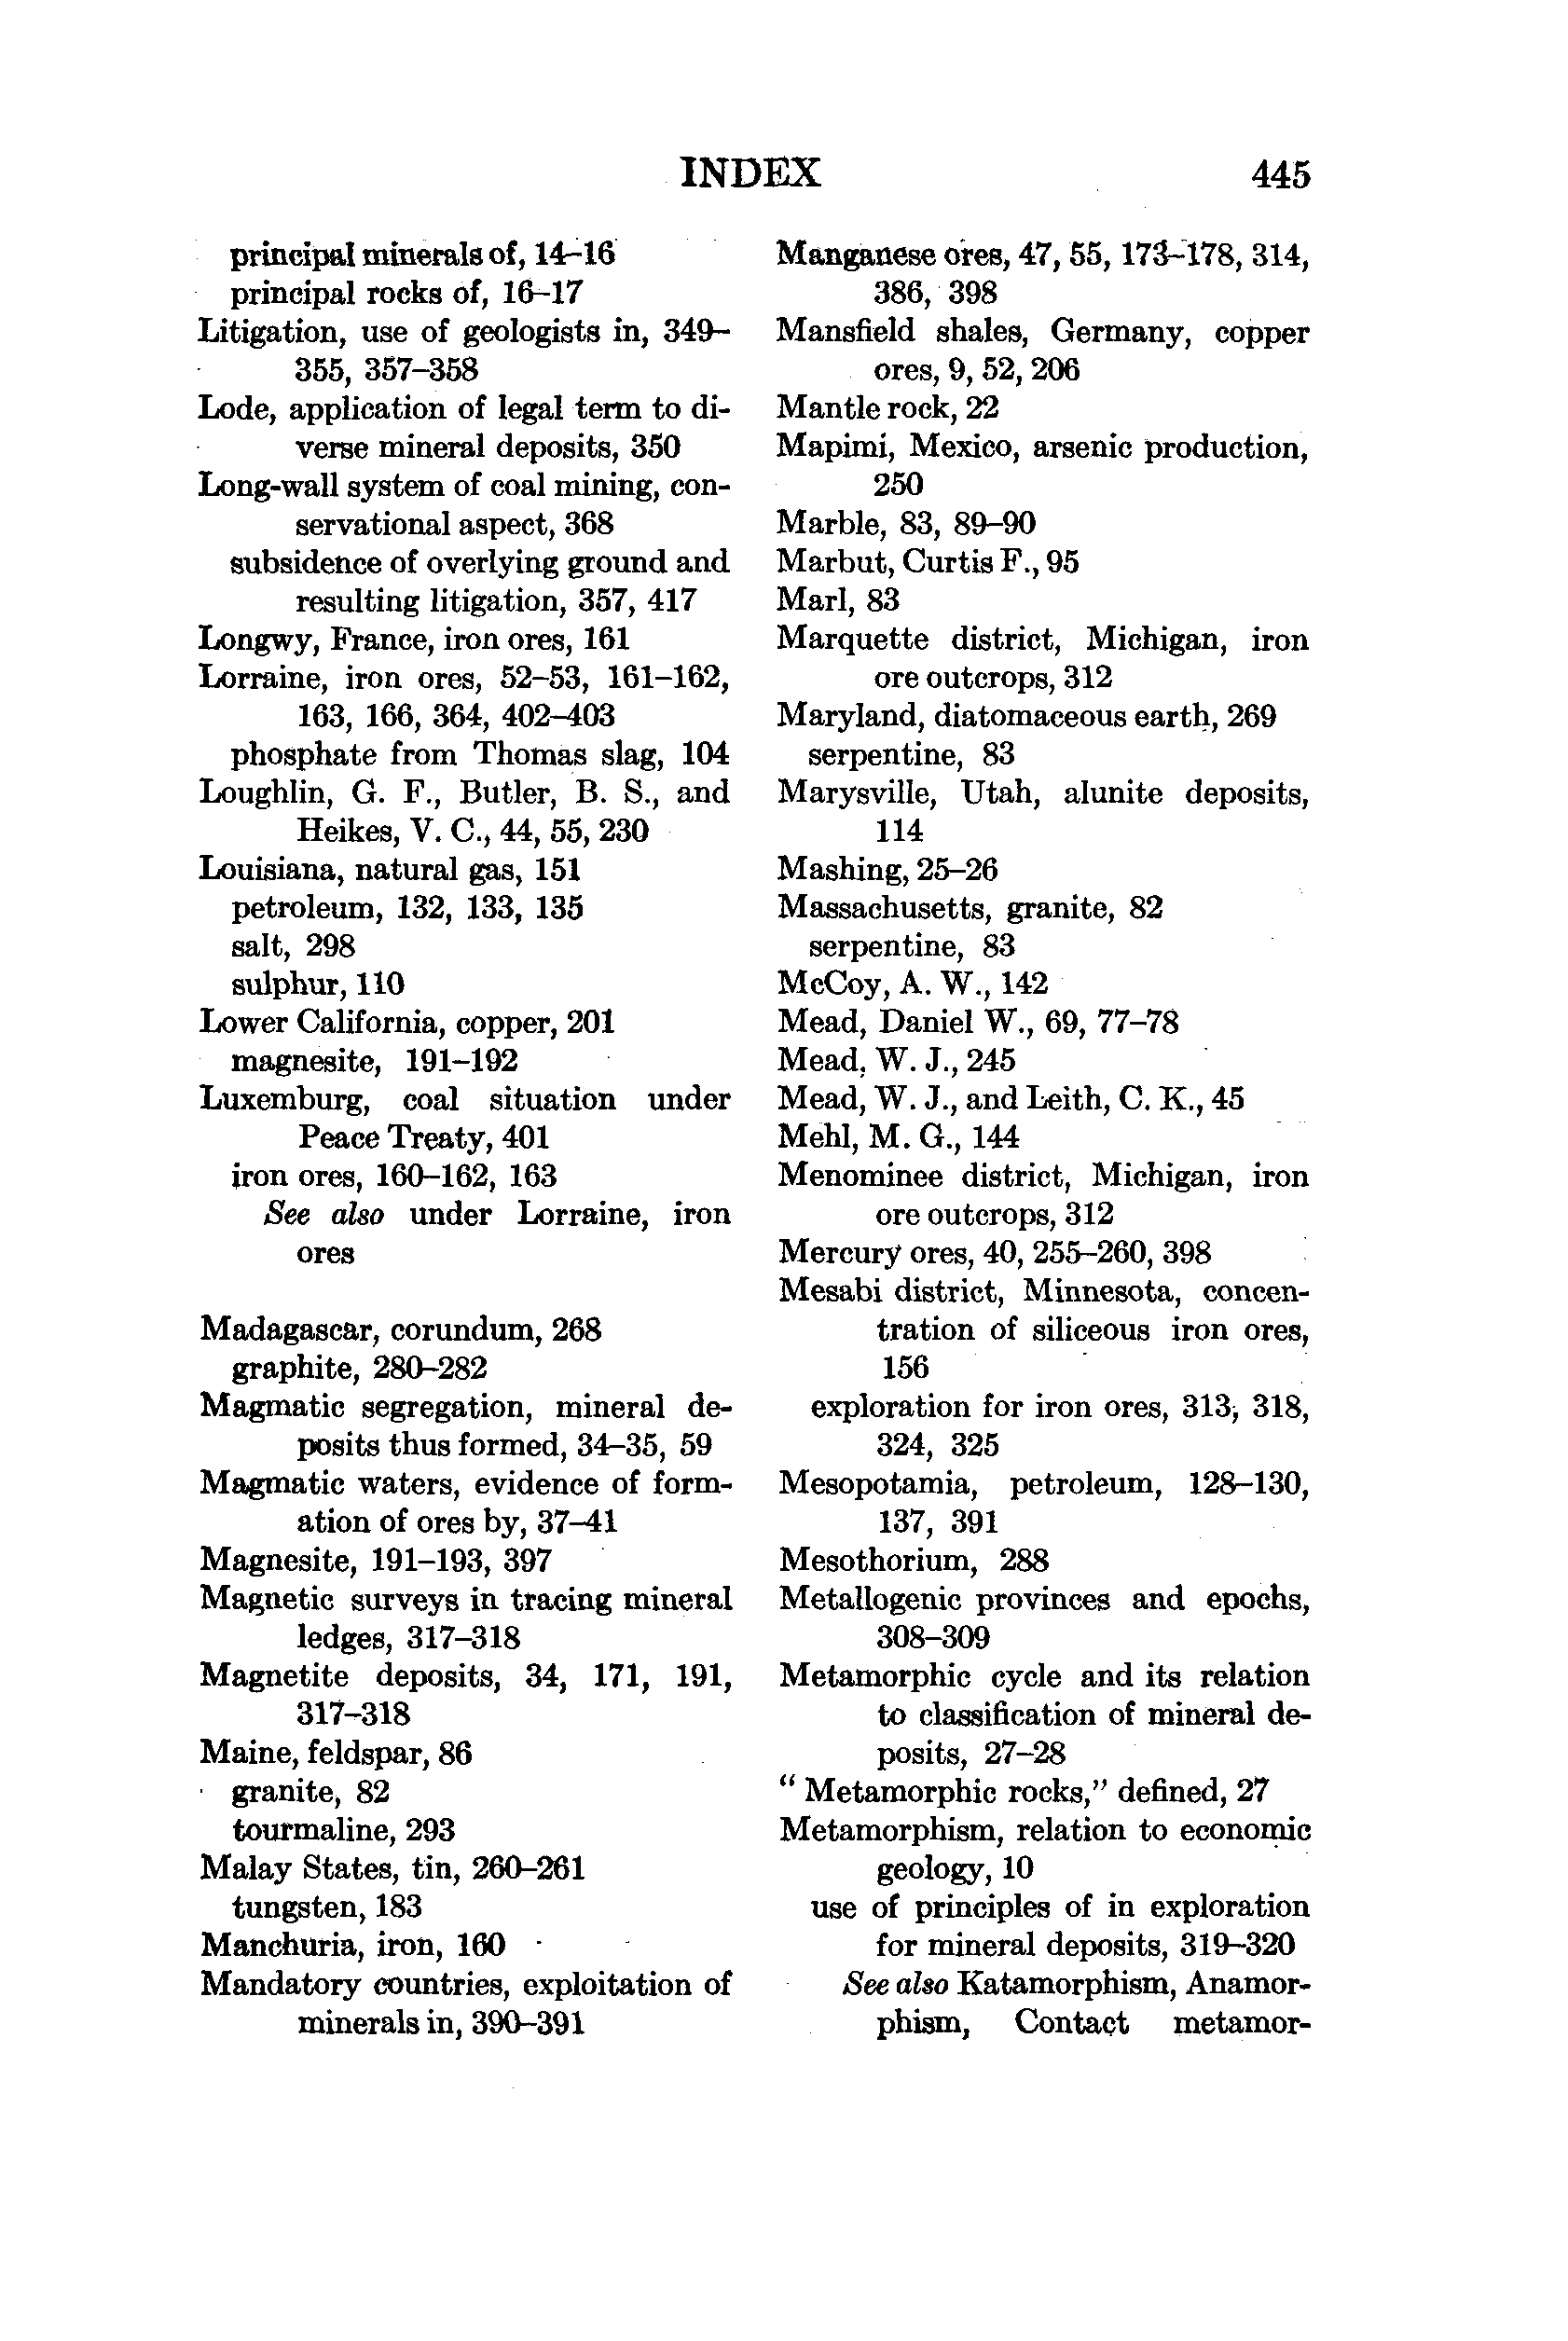 INDEX 445
principal minerals of, 14–16
principal rocks of, 16–17
Litigation, use of geologists in, 349–
355, 357–358
Lode, application of legal term to di-
verse mineral deposits, 350
Long-wall system of coal mining, con-
servational aspect, 368
subsidence of overlying ground and
resulting litigation, 357, 417
Longwy, France, iron ores, 161
Lorraine, iron ores, 52–53, 161–162,
163, 166, 364, 402–403
phosphate from Thomas slag, 104
Loughlin, G. F., Butler, B. S., and
Heikes, V. C., 44, 55, 230
Louisiana, natural gas, 151
petroleum, 132, 133, 135
salt, 298
sulphur, 110
Lower California, copper, 201
magnesite, 191–192
Luxemburg, coal situation under
Peace Treaty, 401
iron ores, 160–162, 163
See also under Lorraine, iron
ores
Madagascar, corundum, 268
graphite, 280–282
Magmatic segregation, mineral de-
posits thus formed, 34–35, 59
Magmatic waters, evidence of form-
ation of ores by, 37–41
Magnesite, 191–193, 397
Magnetic surveys in tracing mineral
ledges, 317–318
Magnetite deposits, 34, 171, 191,
317–318
Maine, feldspar, 86
granite, 82
tourmaline, 293
Malay States, tin, 260–261
tungsten, 183
Manchuria, iron, 160
Mandatory countries, exploitation of
minerals in, 390–391
Manganese ores, 47, 55, 173–178, 314,
386, 398
Mansfield shales, Germany, copper
ores, 9, 52, 206
Mantle rock, 22
Mapimi, Mexico, arsenic production,
250
Marble, 83, 89–90
Marbut, Curtis F., 95
Marl, 83
Marquette district, Michigan, iron
ore outcrops, 312
Maryland, diatomaceous earth, 269
serpentine, 83
Marysville, Utah, alunite deposits,
114
Mashing, 25–26
Massachusetts, granite, 82
serpentine, 83
McCoy, A. W., 142
Mead, Daniel W., 69, 77–78
Mead, W. J., 245
Mead, W. J., and Leith, C. K., 45
Mehl, M. G., 144
Menominee district, Michigan, iron
ore outcrops, 312
Mercury ores, 40, 255–260, 398
Mesabi district, Minnesota, concen-
tration of siliceous iron ores,
156
exploration for iron ores, 313, 318,
324, 325
Mesopotamia, petroleum, 128–130,
137, 391
Mesothorium, 288
Metallogenic provinces and epochs,
308–309
Metamorphic cycle and its relation
to classification of mineral de-
posits, 27–28
“ Metamorphic rocks,” defined, 27
Metamorphism, relation to economic
geology, 10
use of principles of in exploration
for mineral deposits, 319–320
See also Katamorphism, Anamor-
phism, Contact metamor-